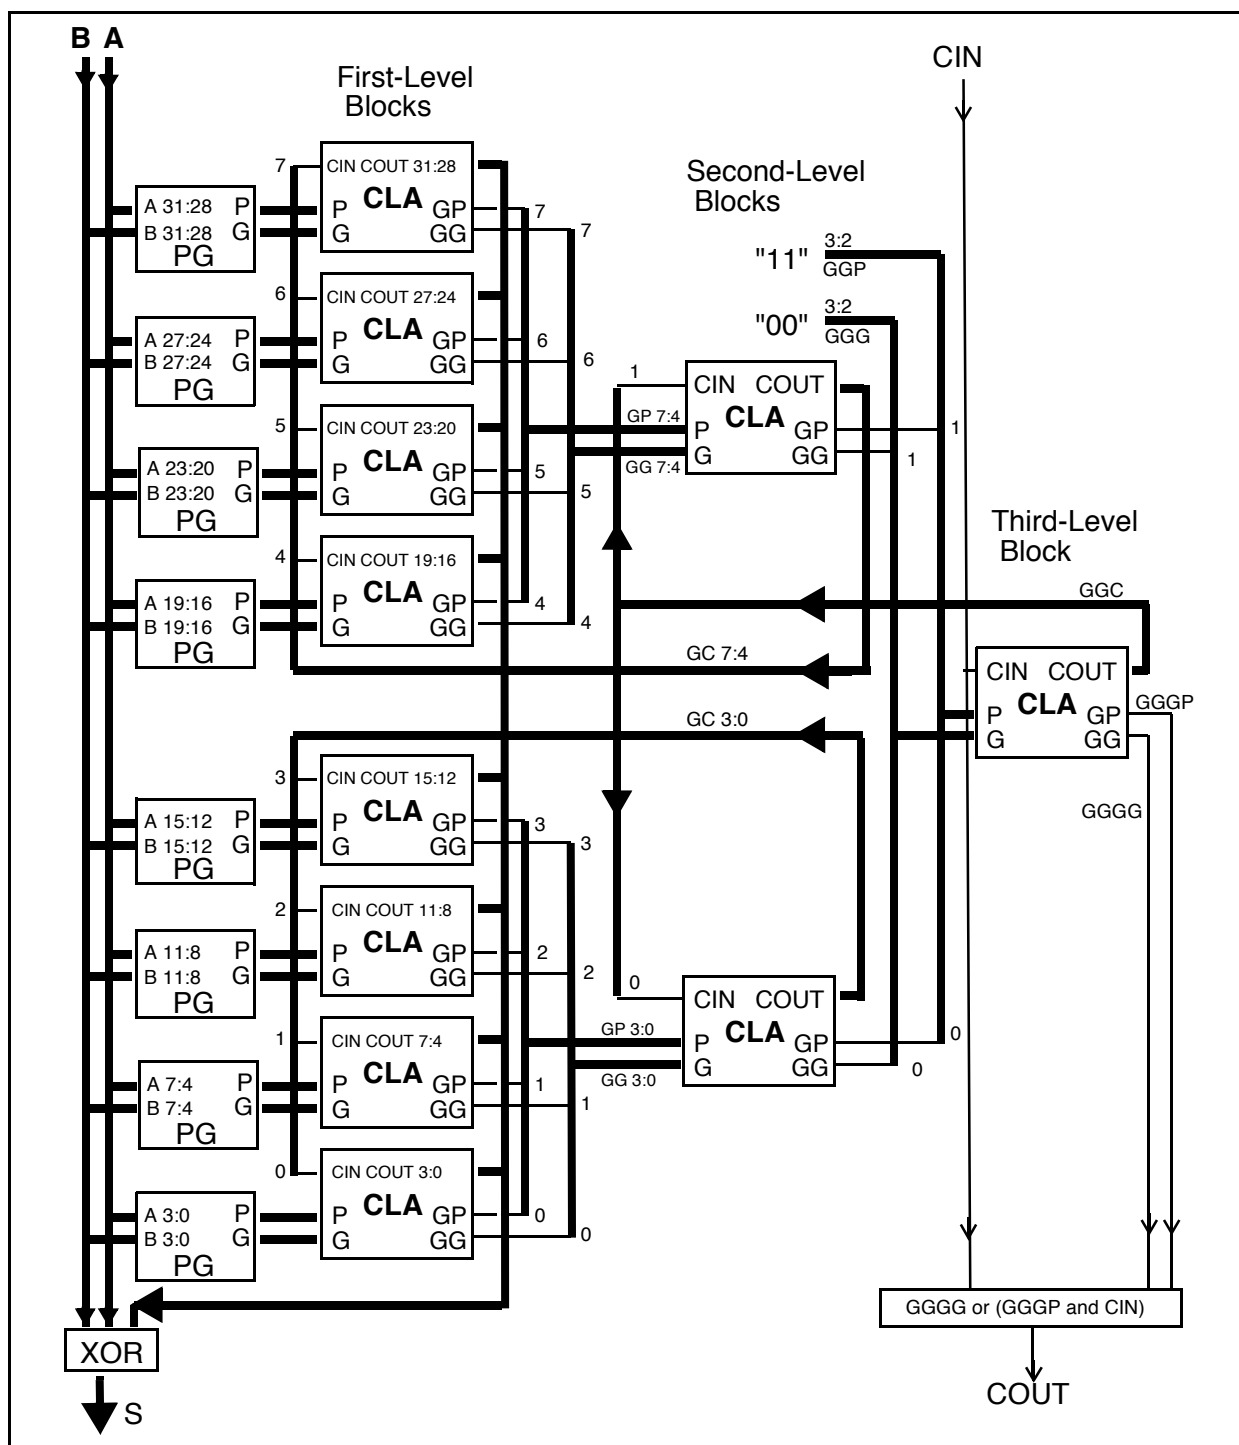 B A
CIN
First-Level
Blocks
Second-Level
Blocks
Third-Level
Block
7
CIN COUT 31:28
CLA
P GP
G GG
A 31:28 P
B 31:28 G
PG
7
7
"11"
3:2
GGP
"00"
3:2
GGG
6
CIN COUT 27:24
CLA
P GP
G GG
A 27:24 P
B 27:24 G
PG
6
6
1
CIN COUT
CLA
P GP
G GG
GP 7:4
GG 7:4
1
1
5
CIN COUT 23:20
CLA
P GP
G GG
A 23:20 P
B 23:20 G
PG
5
5
4
CIN COUT 19:16
CLA
P GP
G GG
A 19:16 P
B 19:16 G
PG
4
4
GGC
GC 7:4
CIN COUT
CLA
P GP
G GG
GGGP
GGGG
GC 3:0
3
CIN COUT 15:12
CLA
P GP
G GG
A 15:12 P
B 15:12 G
PG
3
3
2
CIN COUT 11:8
CLA
P GP
G GG
A 11:8 P
B 11:8 G
PG
2
2
0
CIN COUT
CLA
P GP
G GG
GP 3:0
GG 3:0
0
0
1
CIN COUT 7:4
CLA
P GP
G GG
A 7:4 P
B 7:4 G
PG
1
1
0
CIN COUT 3:0
CLA
P GP
G GG
A 3:0 P
B 3:0 G
PG
0
0
GGGG or (GGGP and CIN)
XOR
COUT
S